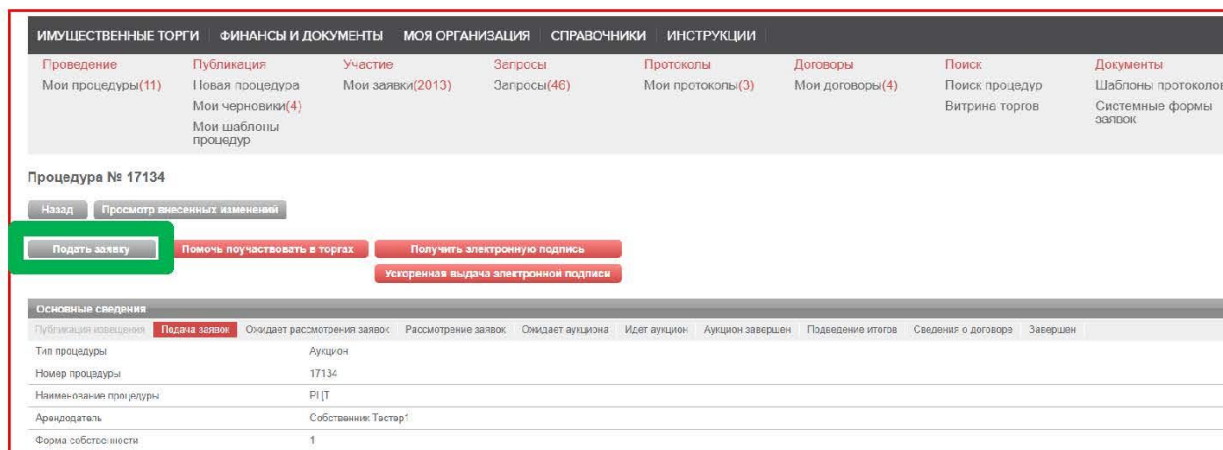 ИМУЩЕСТВЕННЫЕ ТОРГИ ФИНАНСЫ И ДОКУМЕНТЫ МОЯ ОРГАНИЗАЦИЯ СПРАВОЧНИКИ ИНСТРУКЦИИ
Проведение Публикация Участие Запросы Протоколы Договоры Поиск Документы
Мои процедуры(11) Новая процедура Мои заявки(2013) Запросы(46) Мои протоколы(3) Мои договоры(4) Поиск процедур Шаблоны протоколов
Мои черновики(4) Витрина торгов Системные формы
Мои шаблоны заявок
процедур
Процедура № 17134
Назад Просмотр внесенных изменений
Подать заявку Помочь поучаствовать в торгах Получить электронную подпись
Ускоренная выдача электронной подписи
Основные сведения
Публикация извещения Подача заявок Ожидает рассмотрения заявок Рассмотрение заявок Ожидает аукциона Идет аукцион Аукцион завершен Подведение итогов Сведения о договоре Завершен
Тип процедуры Аукцион
Номер процедуры 17134
Наименование процедуры
Арендодатель Собственник Тестер1
Форма собственности 1